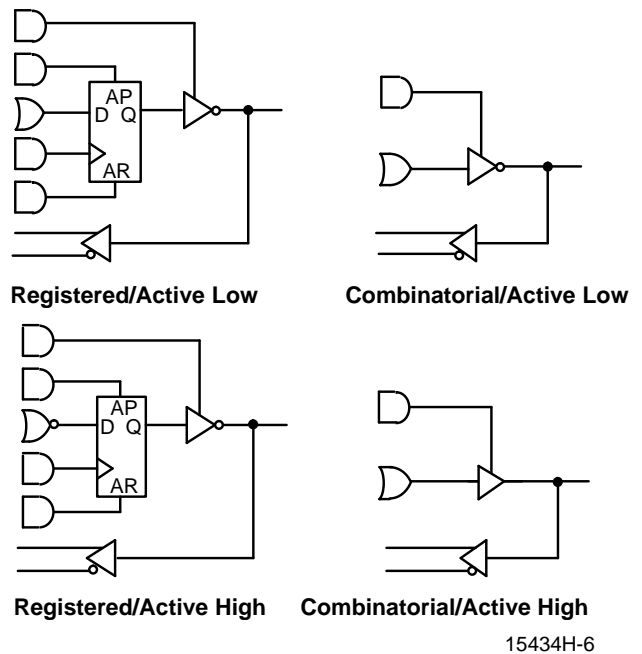 AP
D Q
AR
Registered/Active Low
Combinatorial/Active Low
AP
D Q
AR
Registered/Active High
Combinatorial/Active High
15434H-6